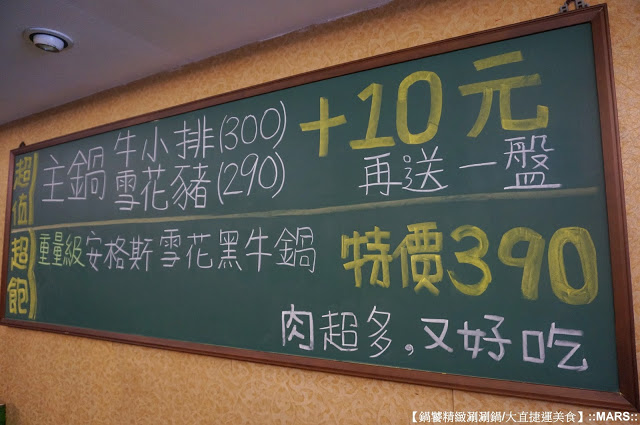 超值
主鍋 牛小排(300)
雪花豬(290)
+10元
再送一盤
超飽
重量級安格斯雪花黑牛鍋 特價390
肉超多,又好吃
【鍋饕精緻涮涮鍋/大直捷運美食】::MARS::